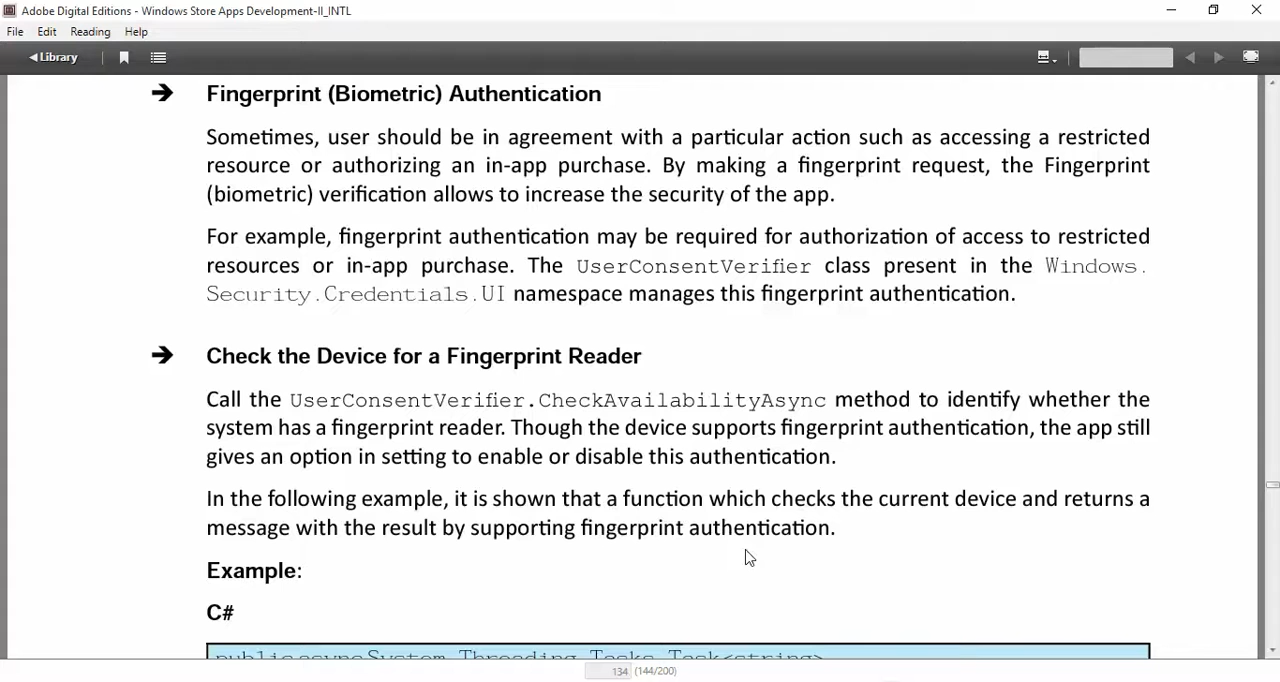 Adobe Digital Editions - Windows Store Apps Development-II_INTL
File Edit Reading Help
Library
Fingerprint (Biometric) Authentication
Sometimes, user should be in agreement with a particular action such as accessing a restricted
resource or authorizing an in-app purchase. By making a fingerprint request, the Fingerprint
(biometric) verification allows to increase the security of the app.
For example, fingerprint authentication may be required for authorization of access to restricted
resources or in-app purchase. The UserConsentVerifier class present in the Windows.
Security.Credentials.UI namespace manages this fingerprint authentication.
Check the Device for a Fingerprint Reader
Call the UserConsentVerifier.CheckAvailabilityAsync method to identify whether the
system has a fingerprint reader. Though the device supports fingerprint authentication, the app still
gives an option in setting to enable or disable this authentication.
In the following example, it is shown that a function which checks the current device and returns a
message with the result by supporting fingerprint authentication.
Example:
C#
public async System.Threading.Tasks.Task<string>
134 (144/200)